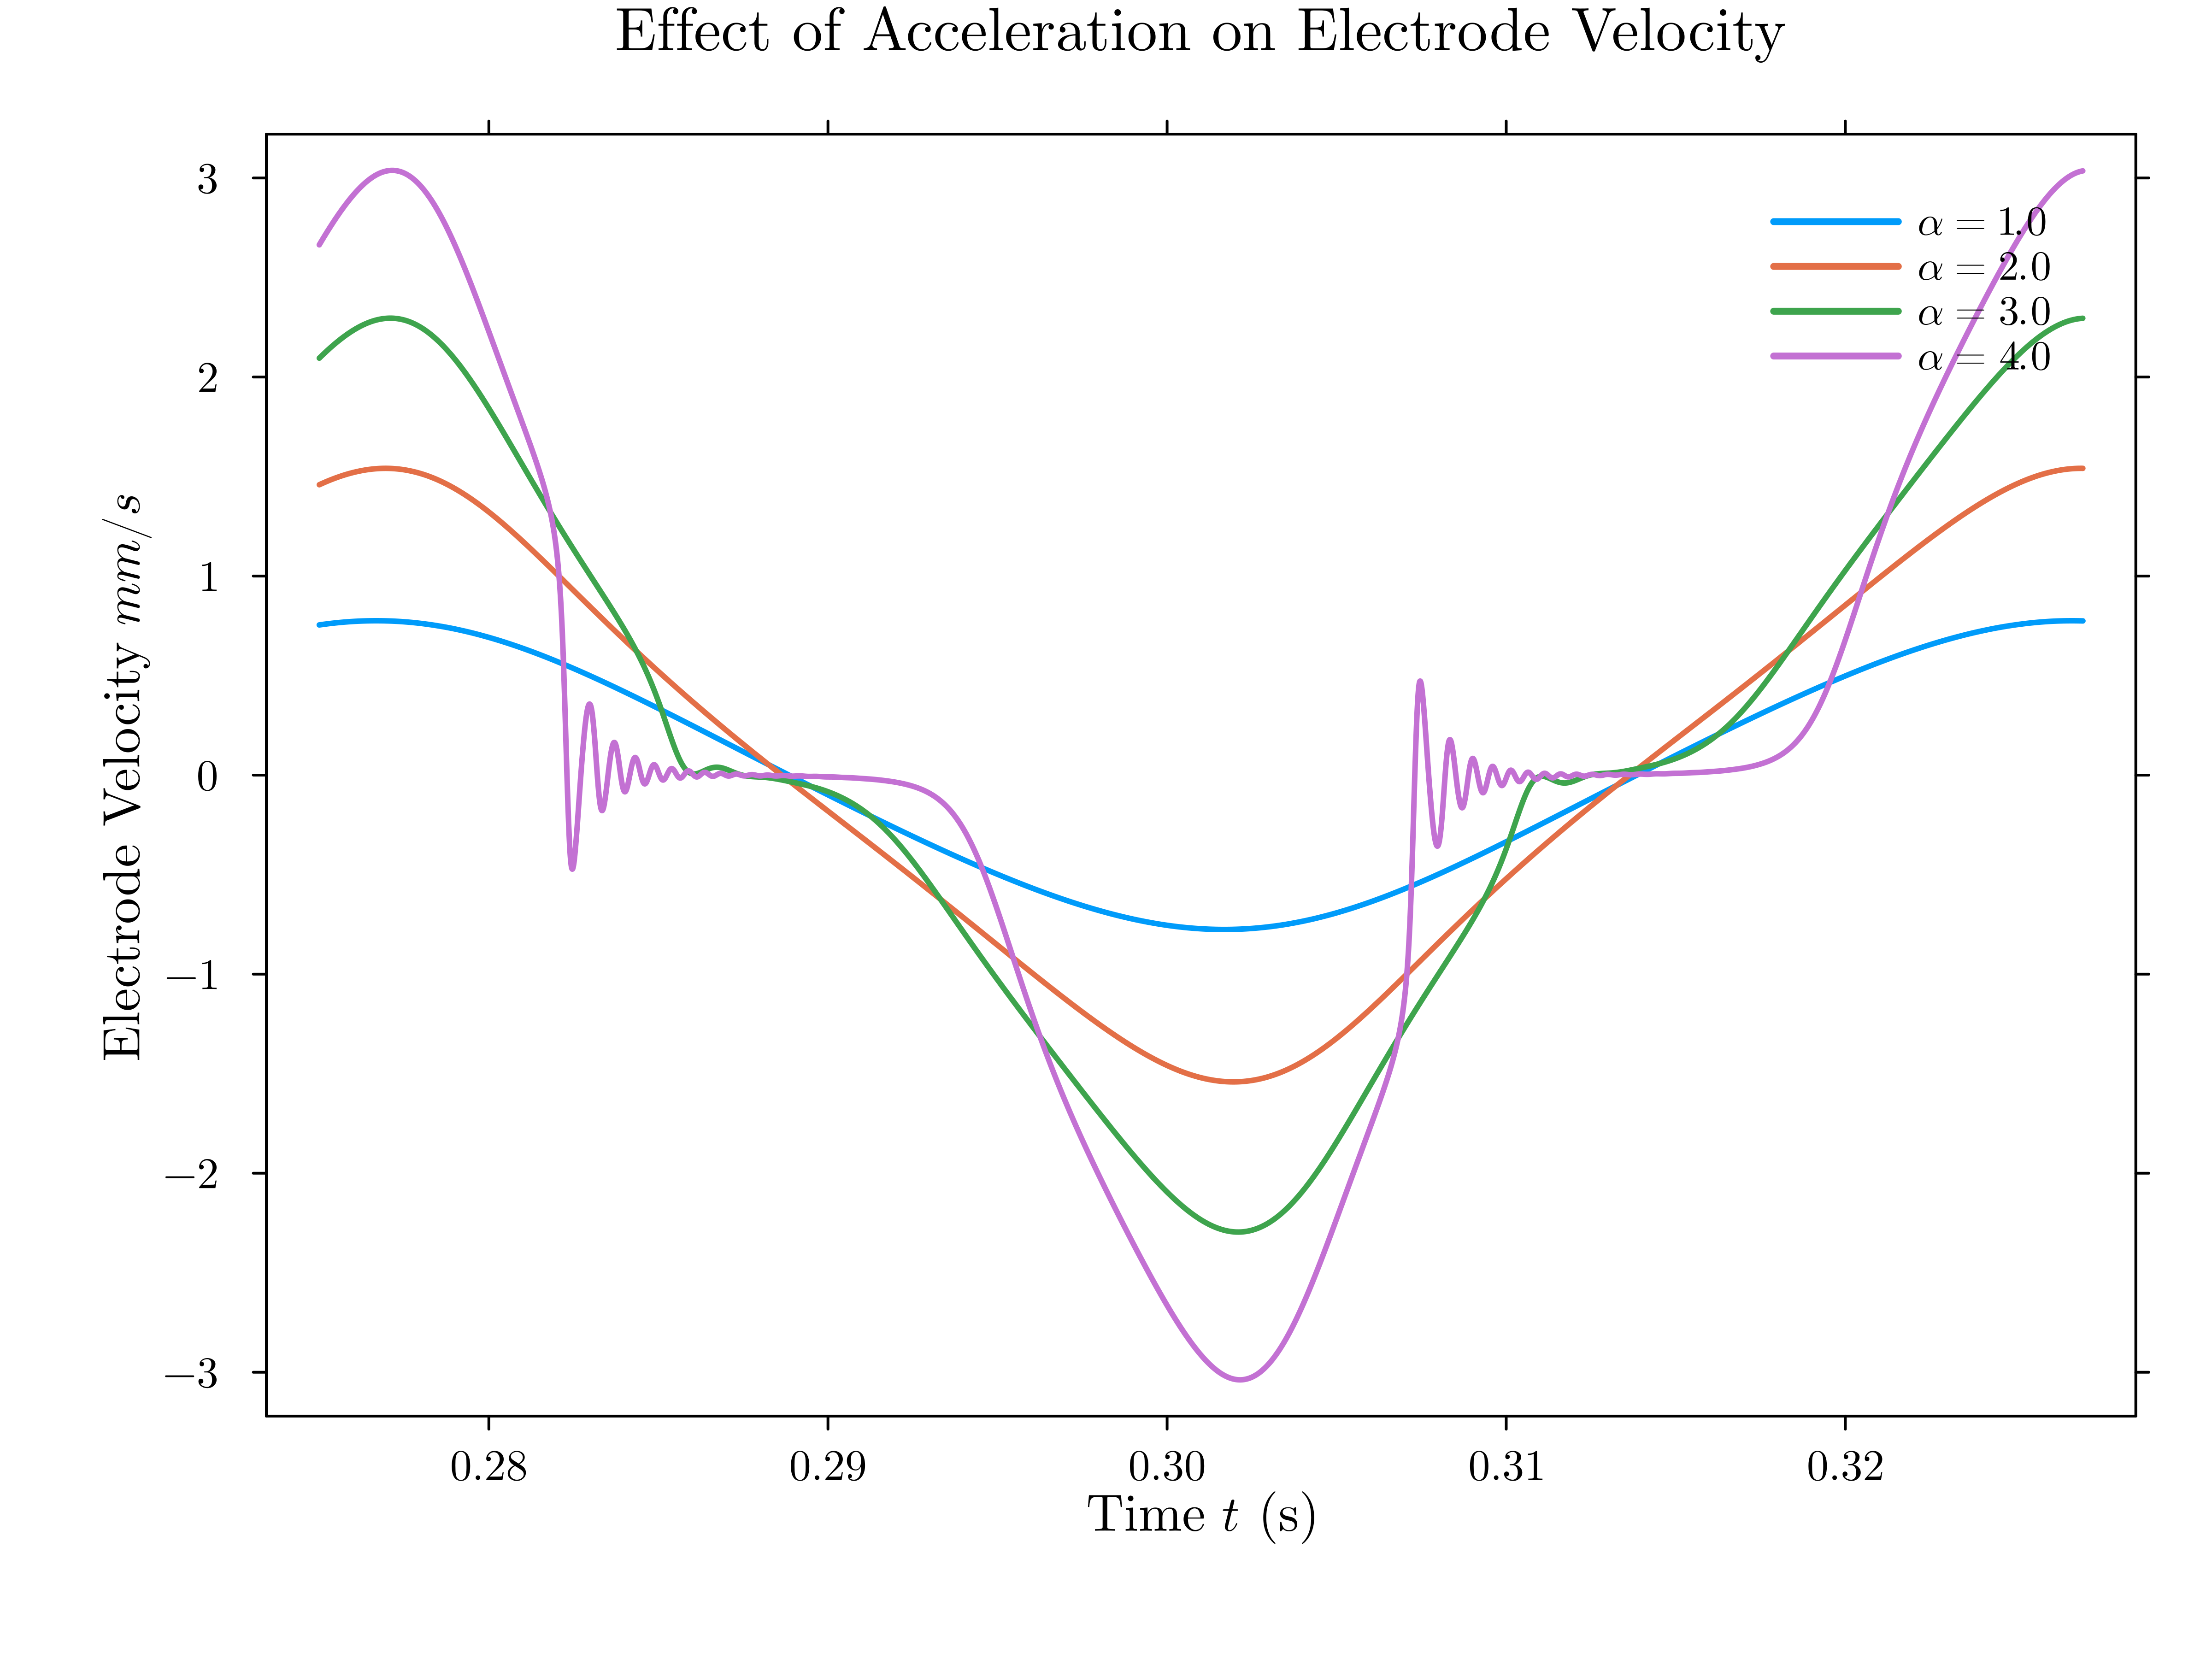 Effect of Acceleration on Electrode Velocity
3
2
1
0
−1
−2
−3
Electrode Velocity mm/s
α = 1.0
α = 2.0
α = 3.0
α = 4.0
0.28 0.29 0.30 0.31 0.32
Time t (s)